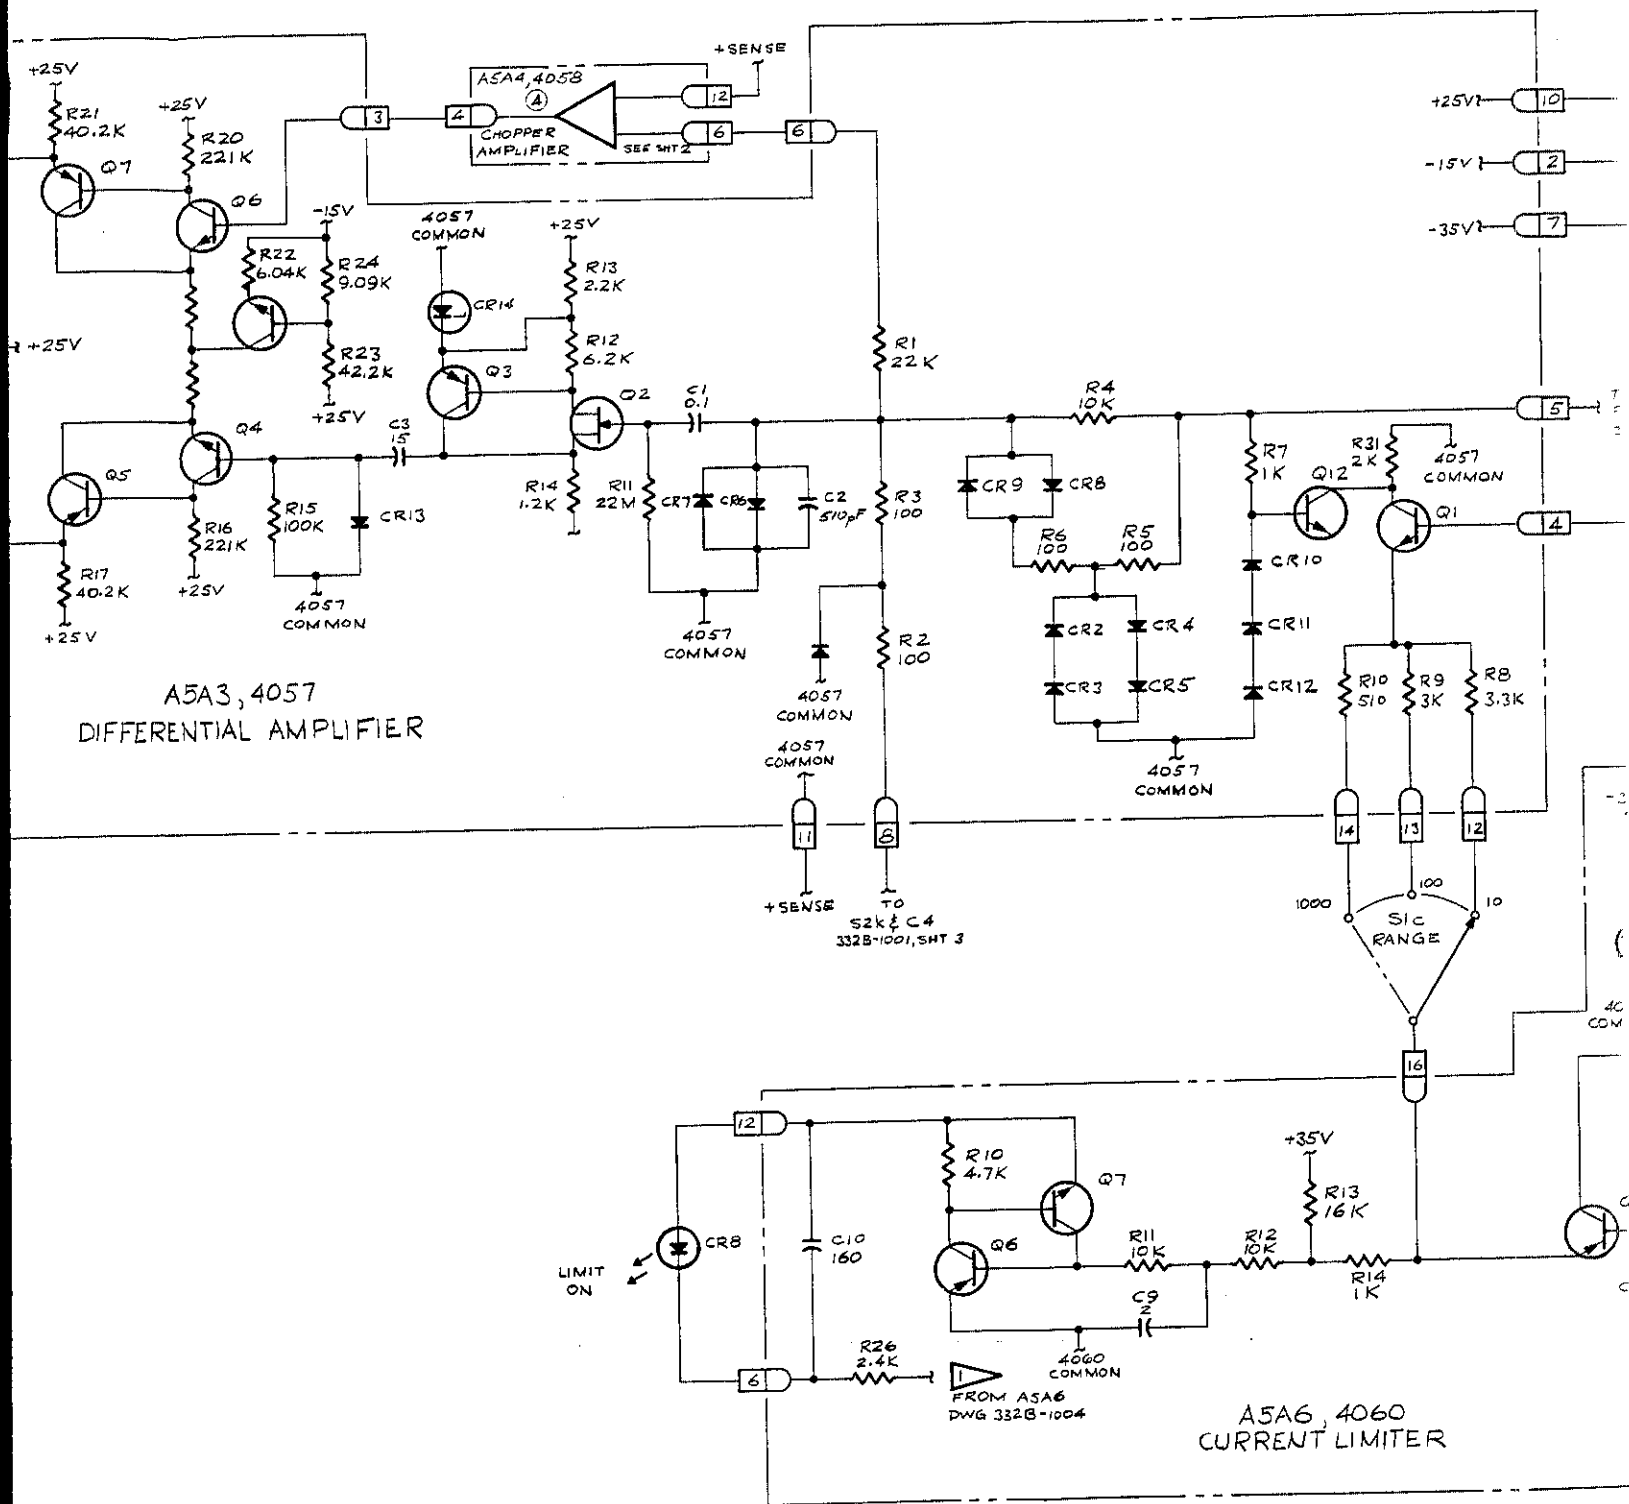 +SENSE
A5A4, 4058
A
12
4
CHOPPER
AMPLIFIER
6
SEE SHT 2
3
6
+25V
R21
40.2K
+25V
R20
221K
Q7
Q6
-15V
R22
6.04K
R24
9.09K
+25V
R23
42.2K
+25V
4057
COMMON
CR14
+25V
R13
2.2K
R12
6.2K
Q3
Q2
C1
0.1
R1
22K
R4
10K
+25V
10
-15V
2
-35V
7
5
Q4
Q5
C3
15
R14
1.2K
R11
22M
CR7
CR6
C2
510pF
R3
100
CR9
CR8
R6
100
R5
100
R7
1K
Q12
R31
2K
4057
COMMON
Q1
4
R16
221K
R15
100K
CR13
R17
40.2K
+25V
+25V
4057
COMMON
4057
COMMON
R2
100
4057
COMMON
CR2
CR4
CR3
CR5
CR10
CR11
CR12
4057
COMMON
R10
510
R9
3K
R8
3.3K
A5A3, 4057
DIFFERENTIAL AMPLIFIER
4057
COMMON
11
8
14
13
12
+SENSE
TO
S2K & C4
332B-1001, SHT 3
1000
100
10
S1C
RANGE
16
12
R10
4.7K
Q7
+35V
R13
16K
CR8
C10
160
Q6
R11
10K
R12
10K
R14
1K
LIMIT
ON
C9
2
4060
COMMON
6
R26
2.4K
1
FROM A5A6
DWG 332B-1004
A5A6, 4060
CURRENT LIMITER